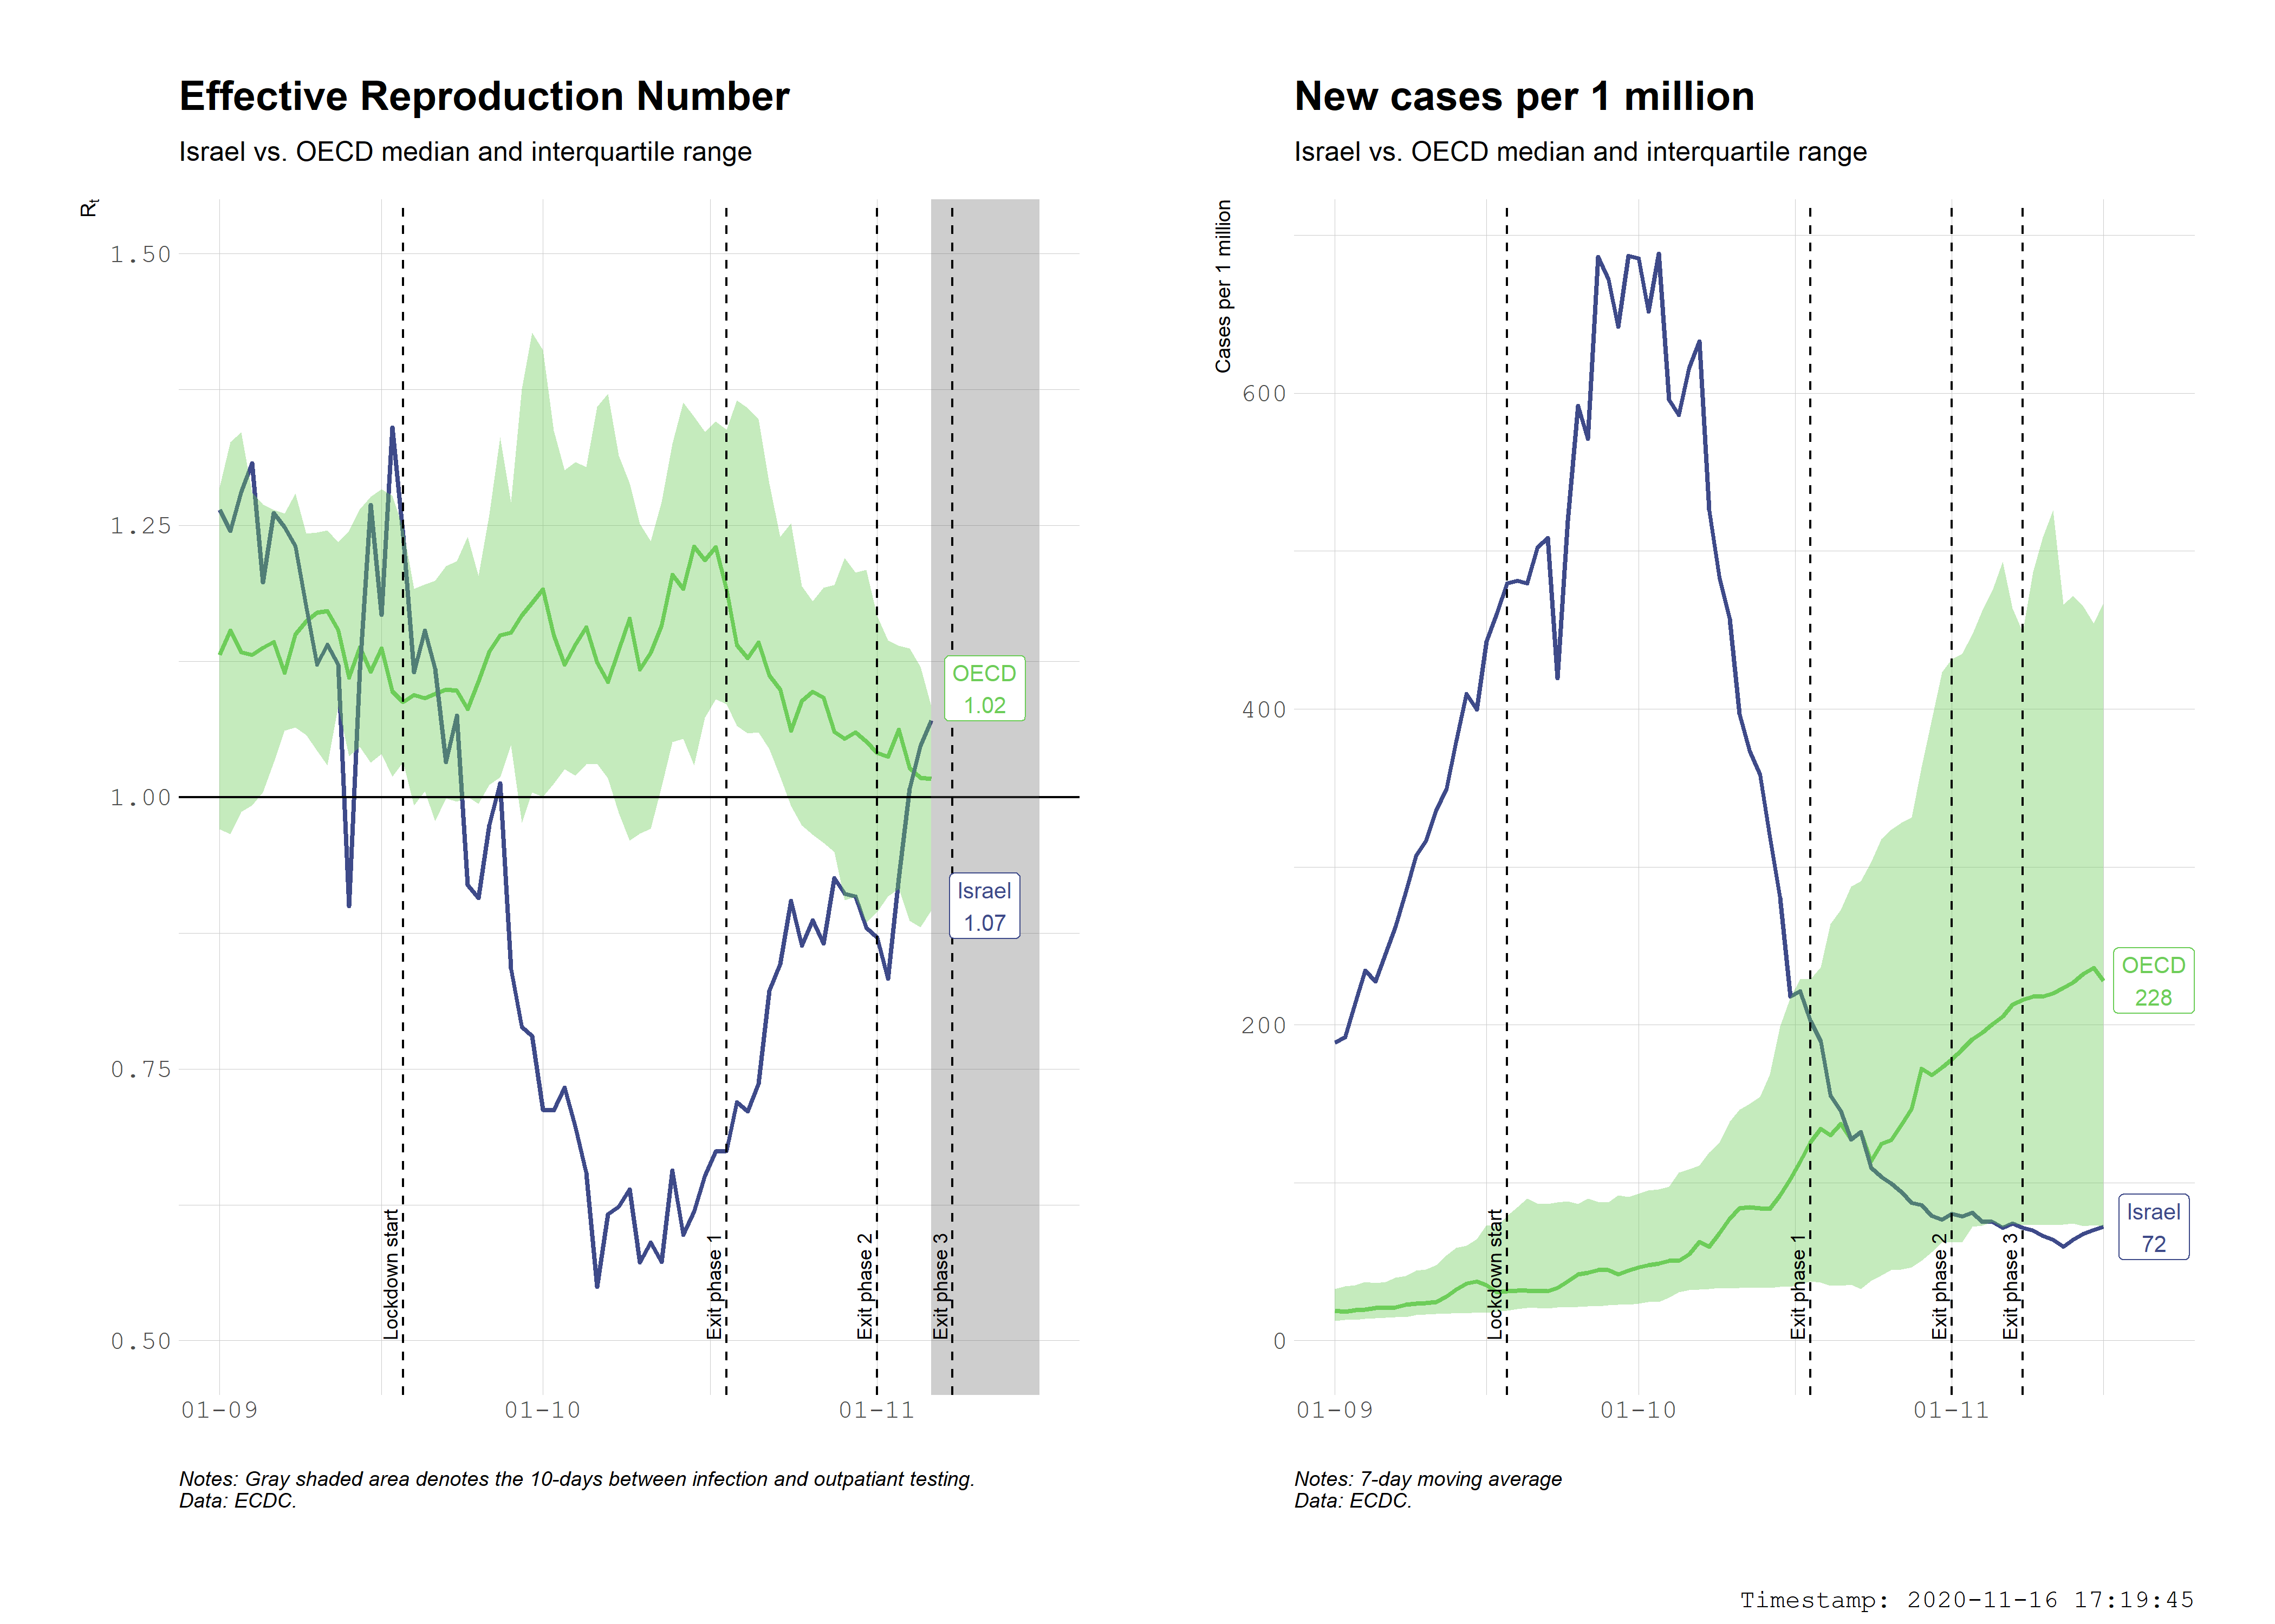 Effective Reproduction Number
Israel vs. OECD median and interquartile range
Rt
1.50
1.25
1.00
0.75
0.50
OECD
1.02
Israel
1.07
Lockdown start
Exit phase 1
Exit phase 2
Exit phase 3
01-09
01-10
01-11
Notes: Gray shaded area denotes the 10-days between infection and outpatiant testing.
Data: ECDC.
New cases per 1 million
Israel vs. OECD median and interquartile range
Cases per 1 million
600
400
200
0
OECD
228
Israel
72
Lockdown start
Exit phase 1
Exit phase 2
Exit phase 3
01-09
01-10
01-11
Notes: 7-day moving average
Data: ECDC.
Timestamp: 2020-11-16 17:19:45